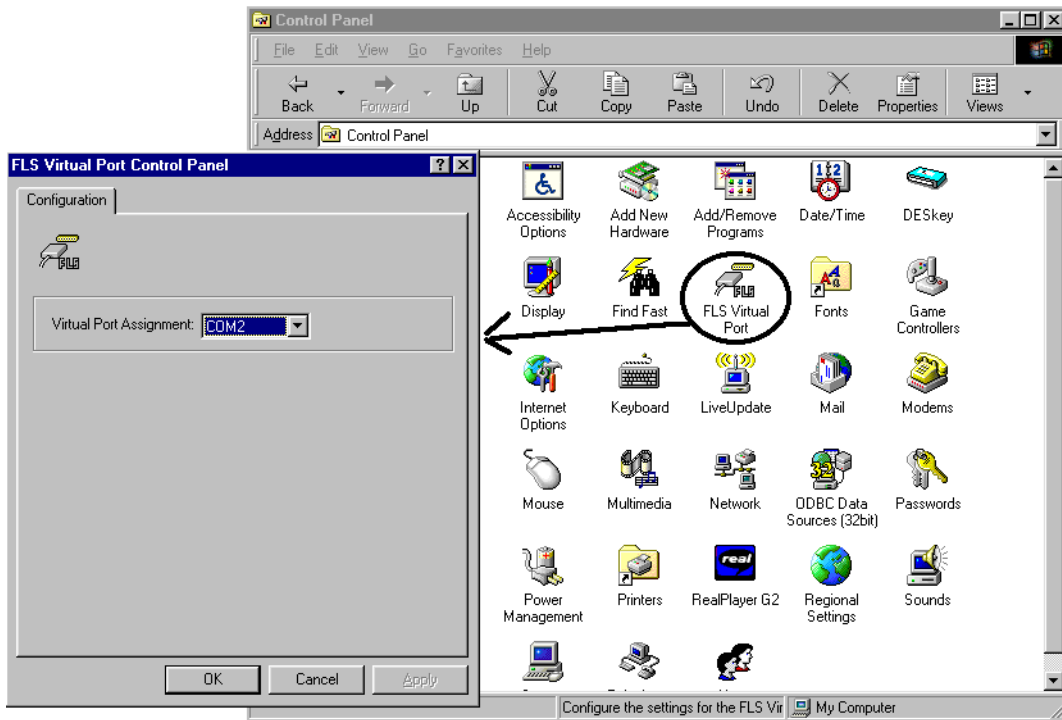 Control Panel
File Edit View Go Favorites Help
Back Forward Up Cut Copy Paste Undo Delete Properties Views
Address Control Panel
FLS Virtual Port Control Panel
Configuration
FLS
Virtual Port Assignment: COM2
OK Cancel Apply
Accessibility Options
Add New Hardware
Add/Remove Programs
12
Date/Time
DESkey
Display
Find Fast
FLS
FLS Virtual Port
Fonts
Game Controllers
Internet Options
Keyboard
LiveUpdate
Mail
Modems
Mouse
Multimedia
Network
32
ODBC Data Sources (32bit)
Passwords
Power Management
Printers
real
RealPlayer G2
Regional Settings
Sounds
Configure the settings for the FLS Vir
My Computer